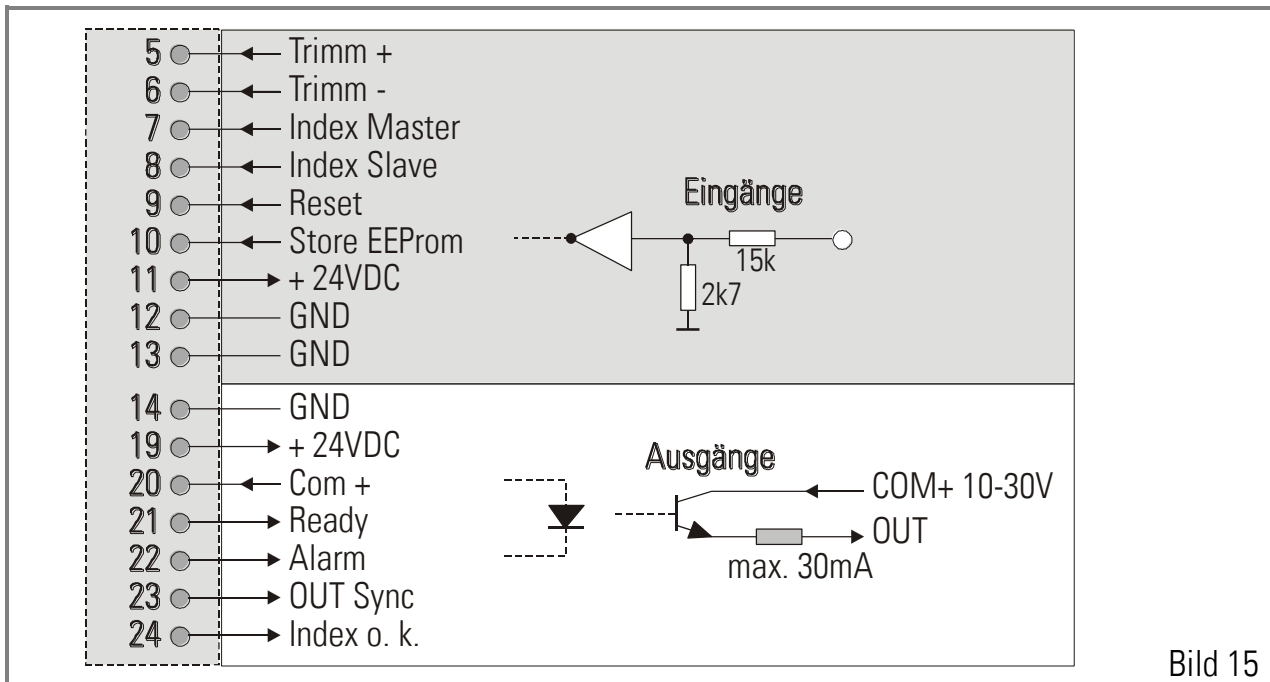 5 Trimm +
6 Trimm -
7 Index Master
8 Index Slave
9 Reset
10 Store EEProm
11 + 24VDC
12 GND
13 GND
Eingänge
15k
2k7
14 GND
19 + 24VDC
20 Com +
21 Ready
22 Alarm
23 OUT Sync
24 Index o. k.
Ausgänge
COM+ 10-30V
OUT
max. 30mA
Bild 15